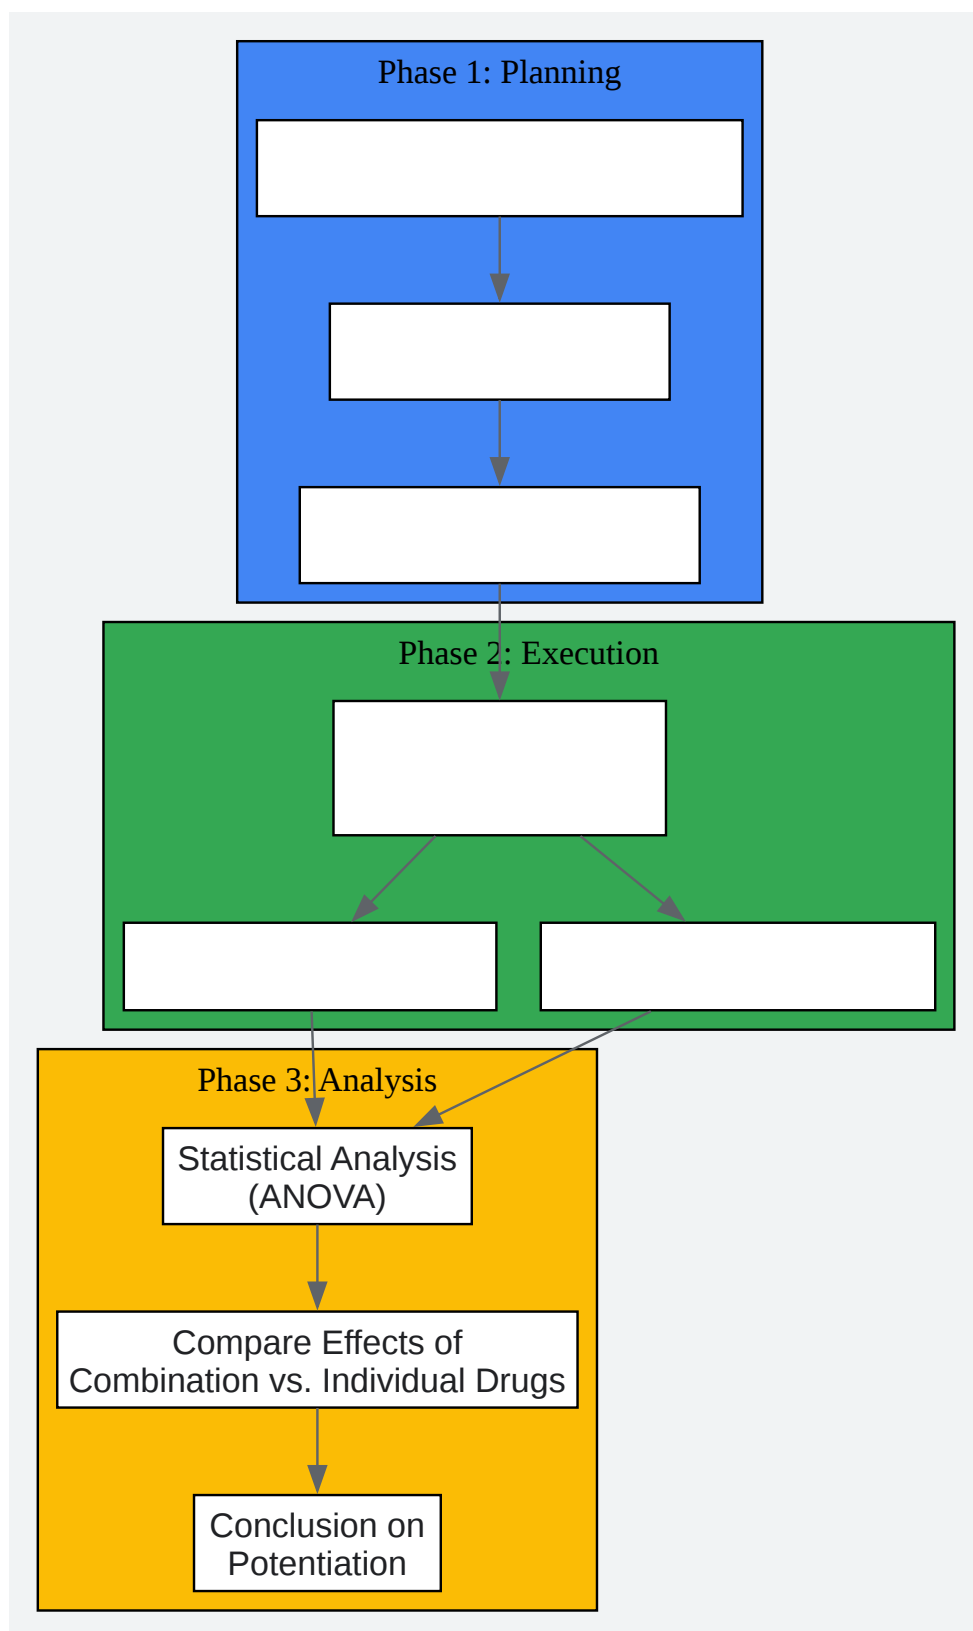 Phase 1: Planning
Phase 2: Execution
Phase 3: Analysis
Statistical Analysis
(ANOVA)
Compare Effects of
Combination vs. Individual Drugs
Conclusion on
Potentiation